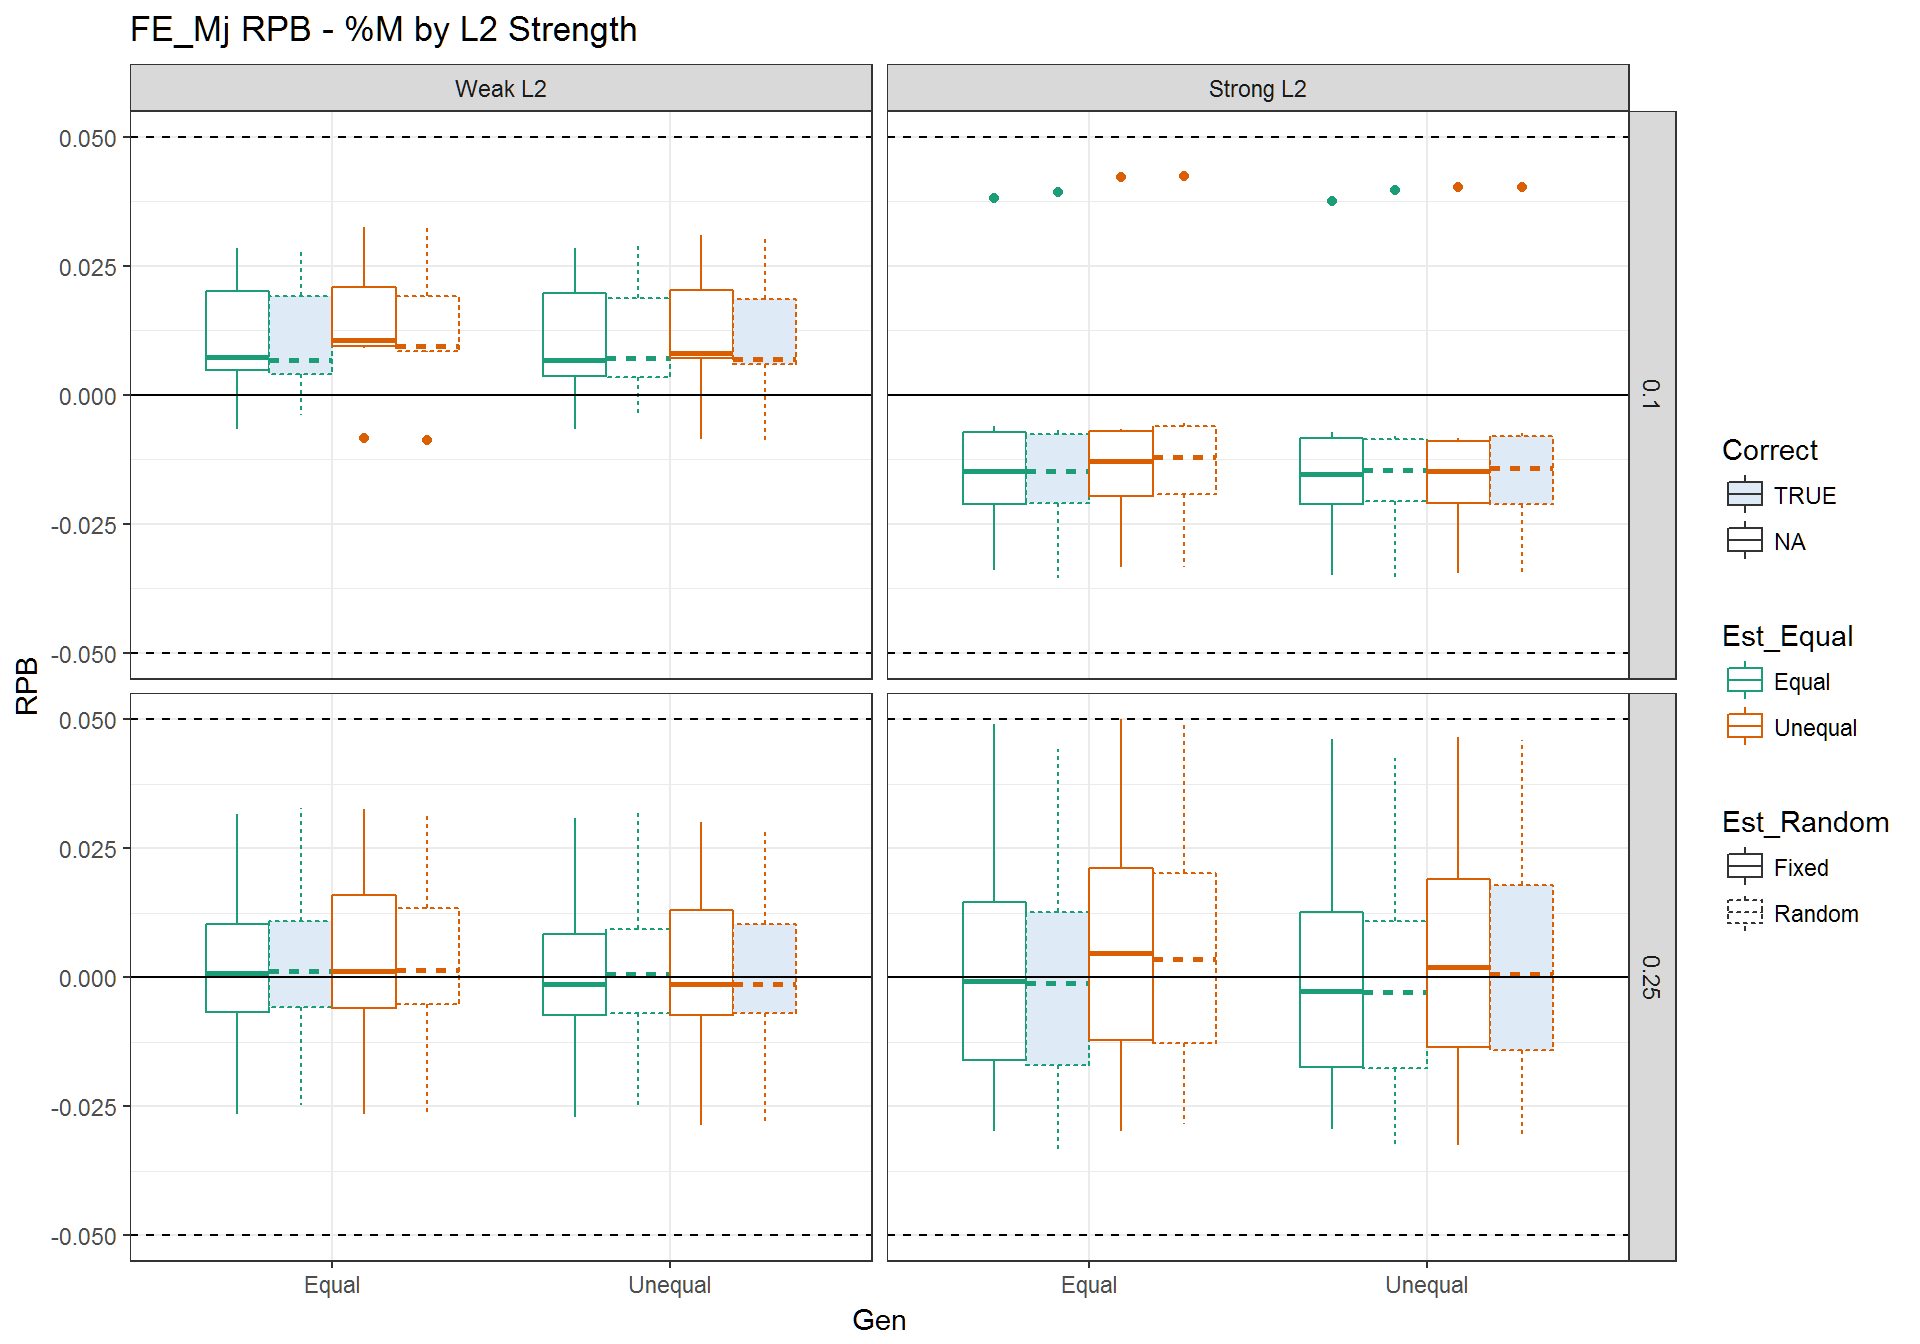 FE_Mj RPB - %M by L2 Strength
Weak L2
Strong L2
0.050
0.025
0.000
-0.025
-0.050
0.1
RPB
0.050
0.025
0.000
-0.025
-0.050
0.25
Equal
Unequal
Equal
Unequal
Gen
Correct
TRUE
NA
Est_Equal
Equal
Unequal
Est_Random
Fixed
Random